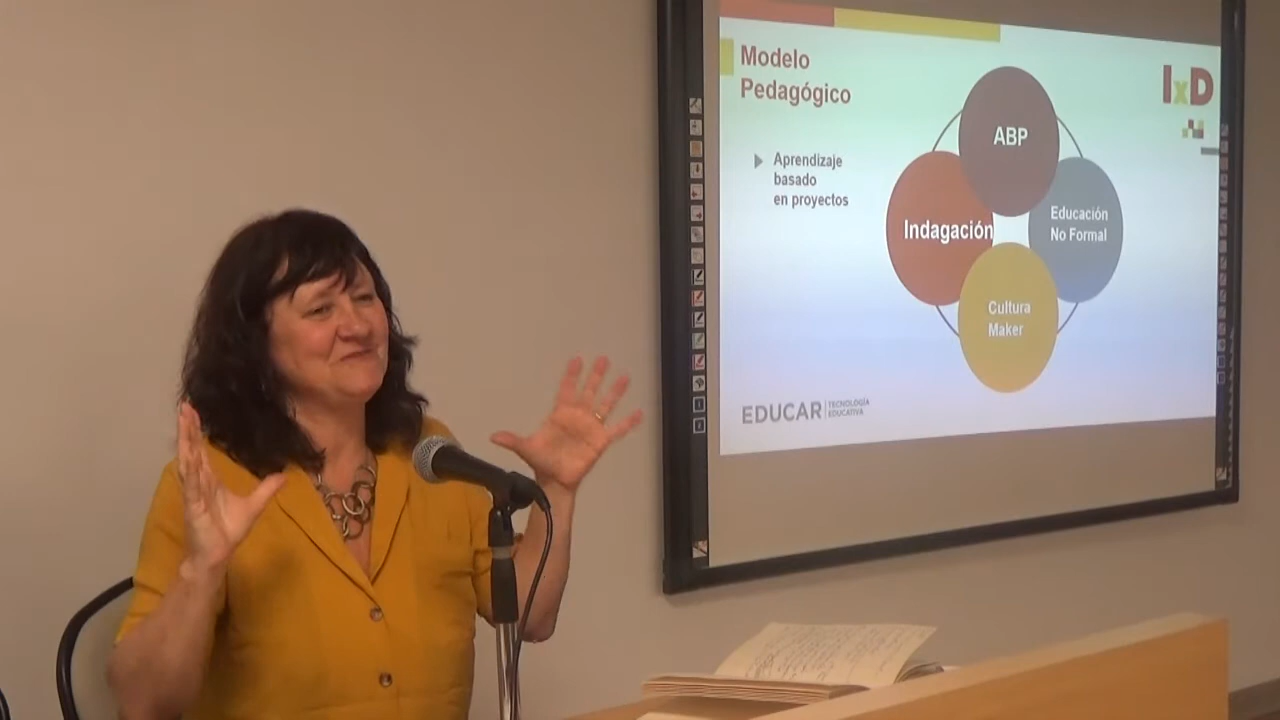 Modelo
Pedagógico
Aprendizaje
basado
en proyectos
IxD
ABP
Indagación
Educación
No Formal
Cultura
Maker
EDUCAR
TECNOLOGÍA
EDUCATIVA